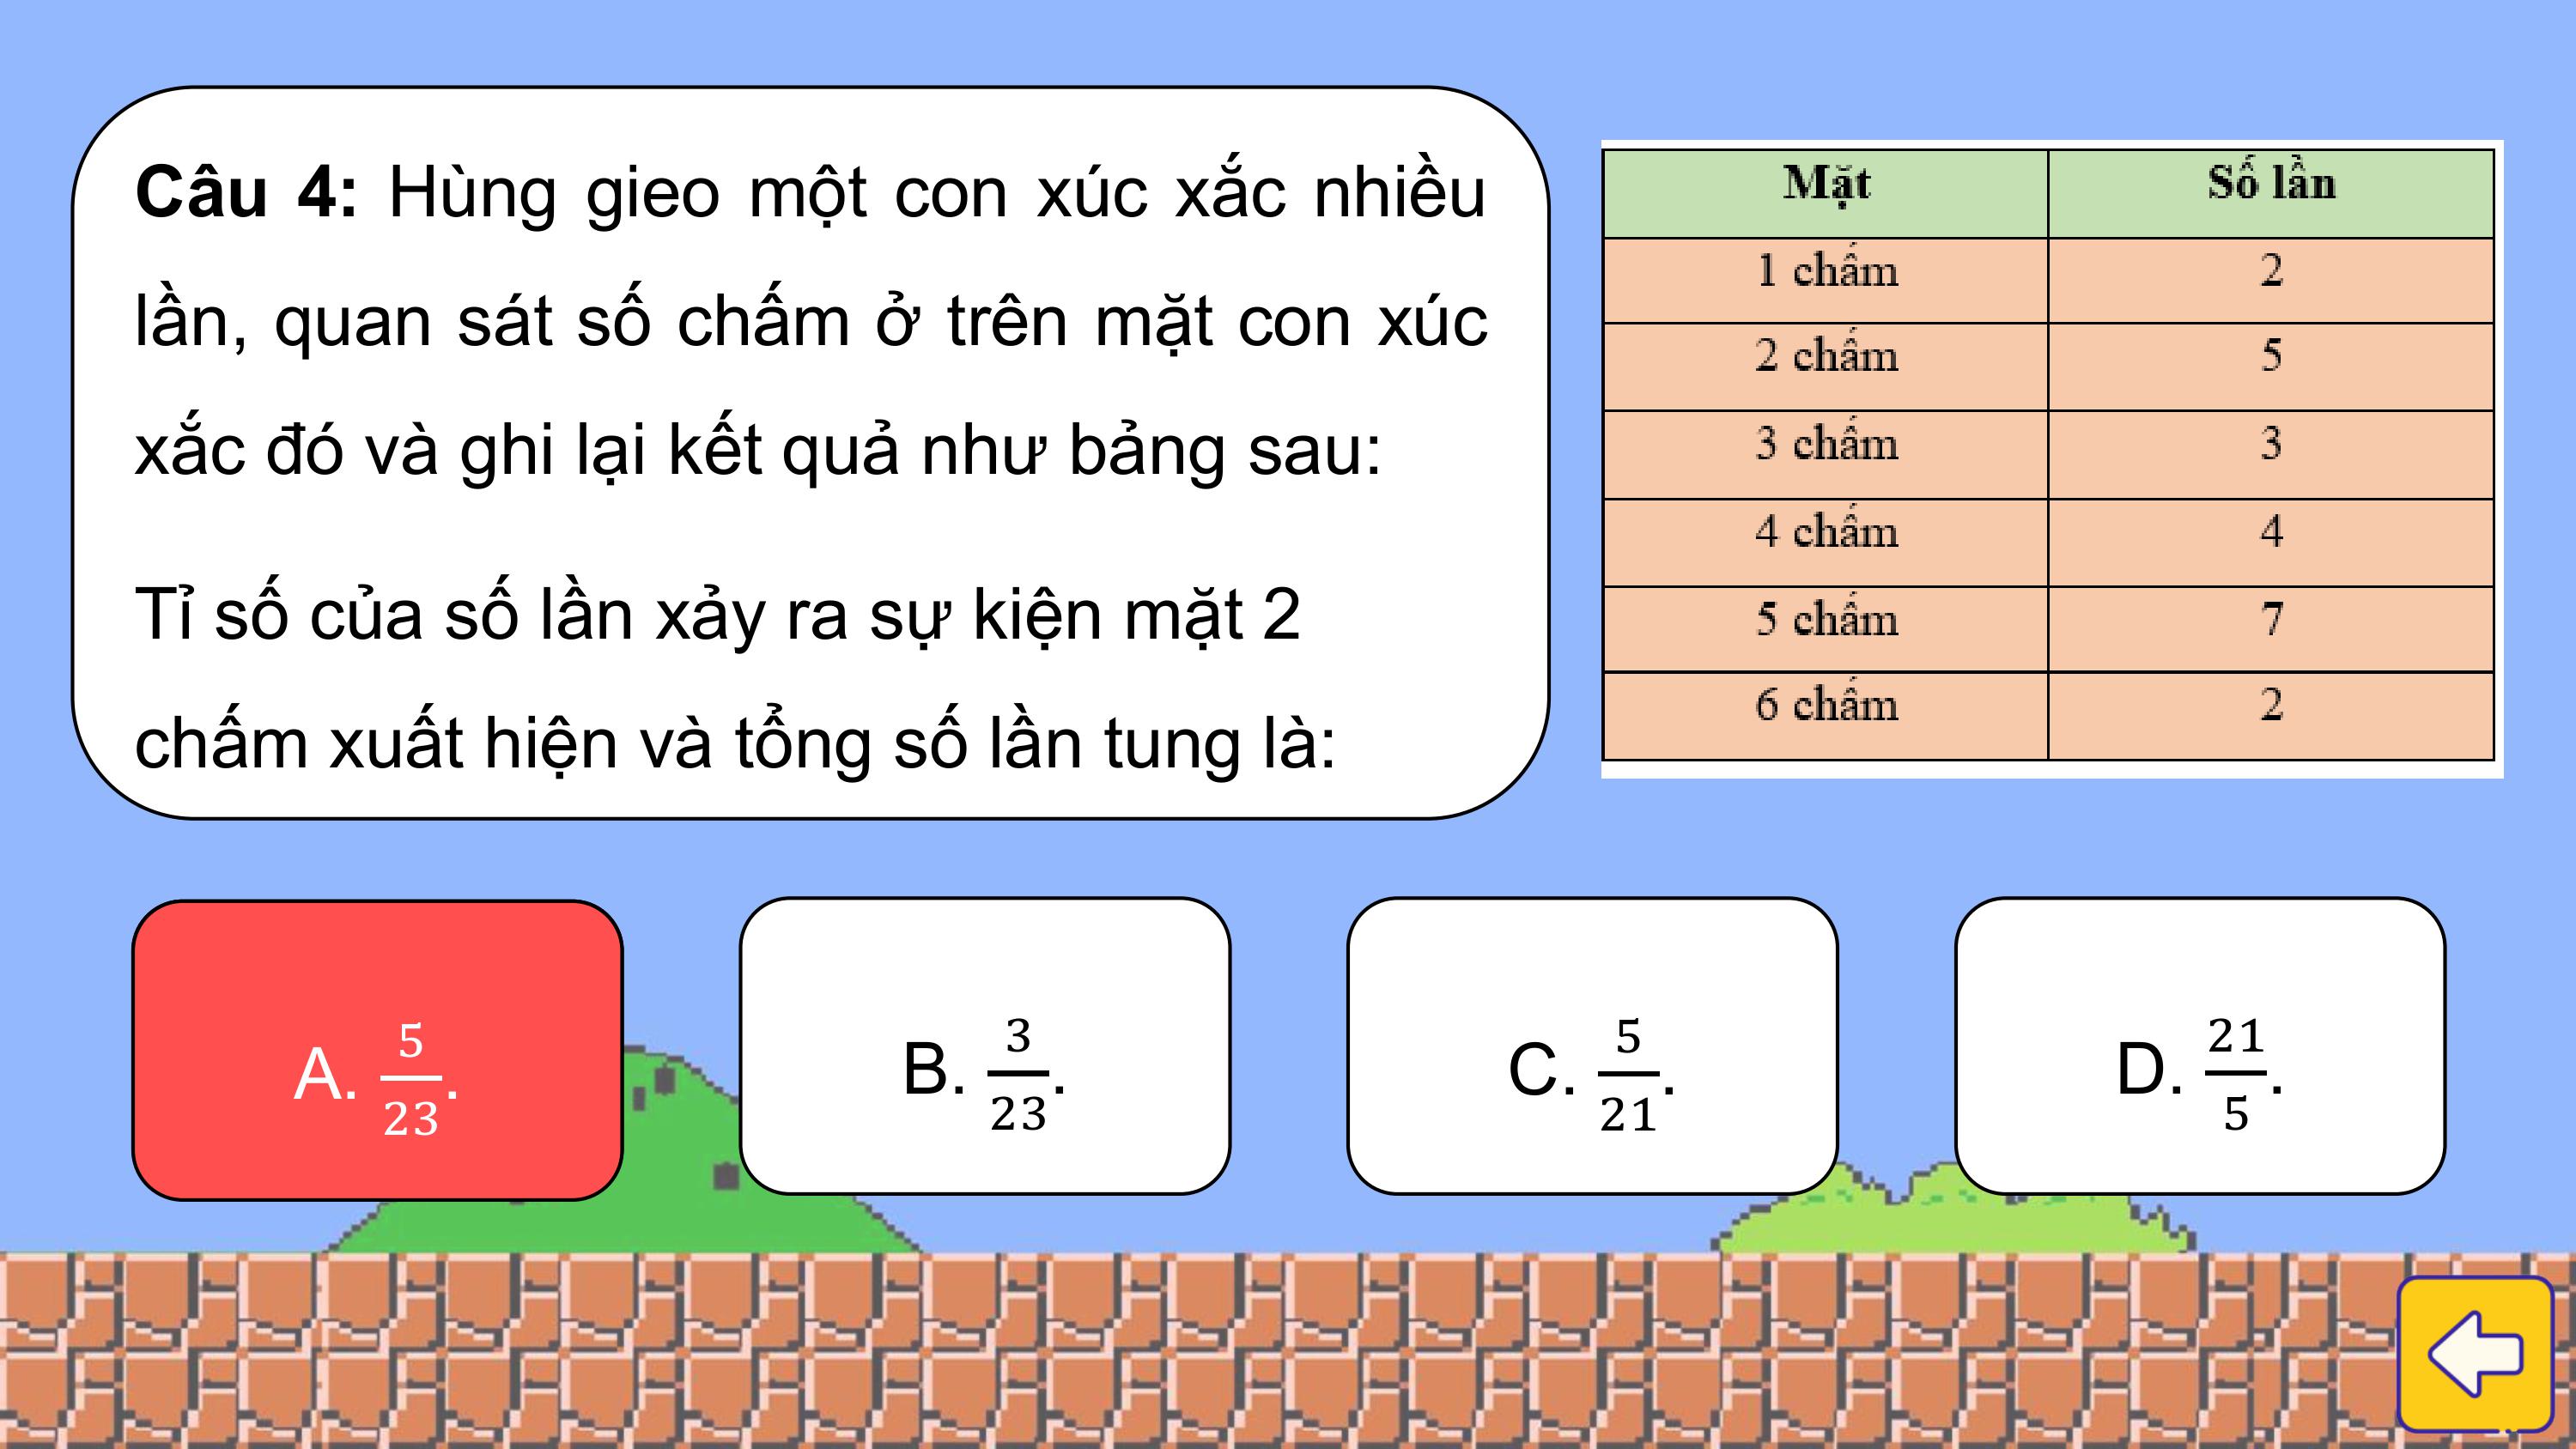 Câu 4: Hùng gieo một con xúc xắc nhiều
lần, quan sát số chấm ở trên mặt con xúc
xắc đó và ghi lại kết quả như bảng sau:
Tỉ số của số lần xảy ra sự kiện mặt 2
chấm xuất hiện và tổng số lần tung là:
Mặt Số lần
1 chấm 2
2 chấm 5
3 chấm 3
4 chấm 4
5 chấm 7
6 chấm 2
A. 5/23.
B. 3/23.
C. 5/21.
D. 21/5.